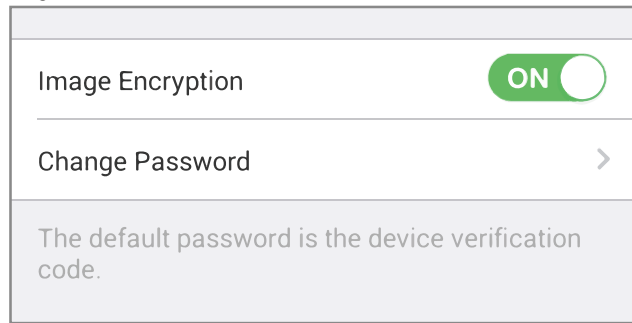 Image Encryption
ON
Change Password
The default password is the device verification
code.